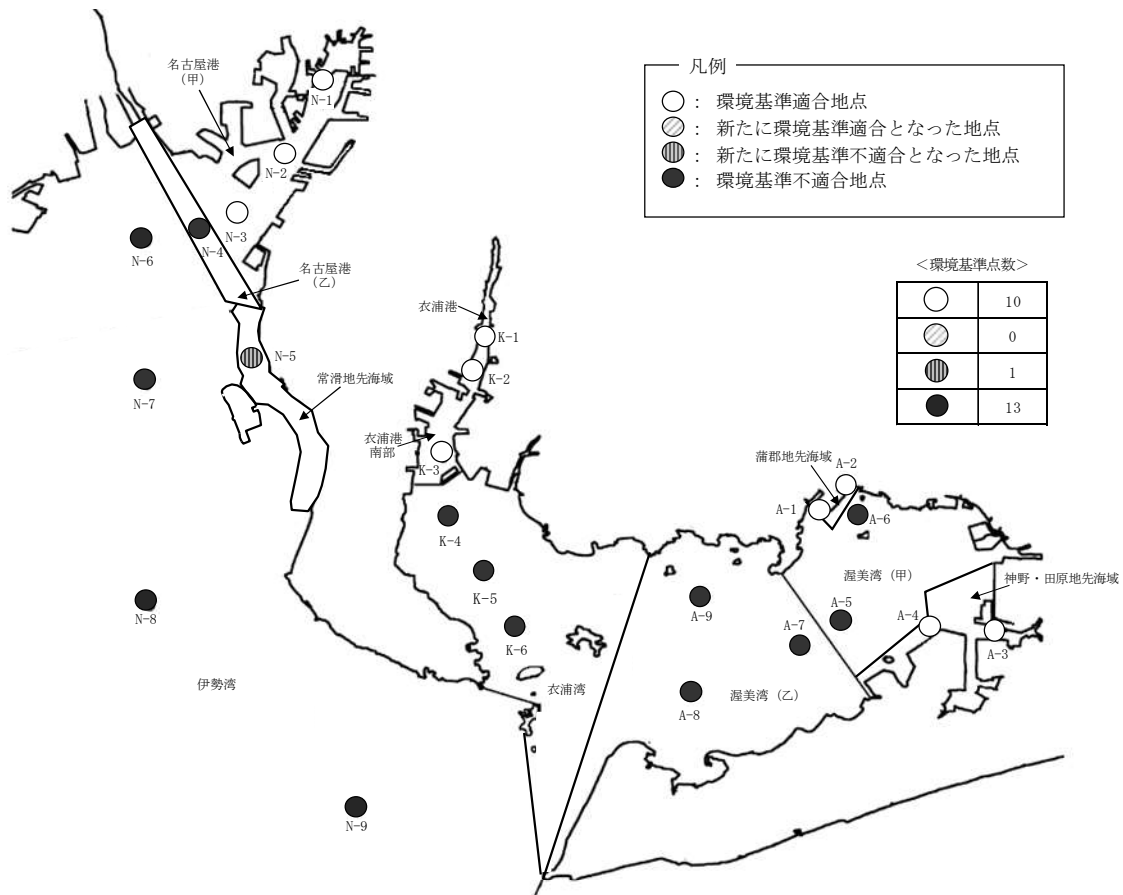 名古屋港
(甲)
N-1
N-2
N-3
N-4
N-6
名古屋港
(乙)
N-5
N-7
常滑地先海域
N-8
伊勢湾
N-9
衣浦港
K-1
K-2
衣浦港
南部
K-3
K-4
K-5
K-6
衣浦湾
蒲郡地先海域
A-2
A-1
A-6
渥美湾(甲)
神野・田原地先海域
A-5
A-4
A-3
A-7
A-9
A-8
渥美湾(乙)
凡例
: 環境基準適合地点
: 新たに環境基準適合となった地点
: 新たに環境基準不適合となった地点
: 環境基準不適合地点
<環境基準点数>
10
0
1
13